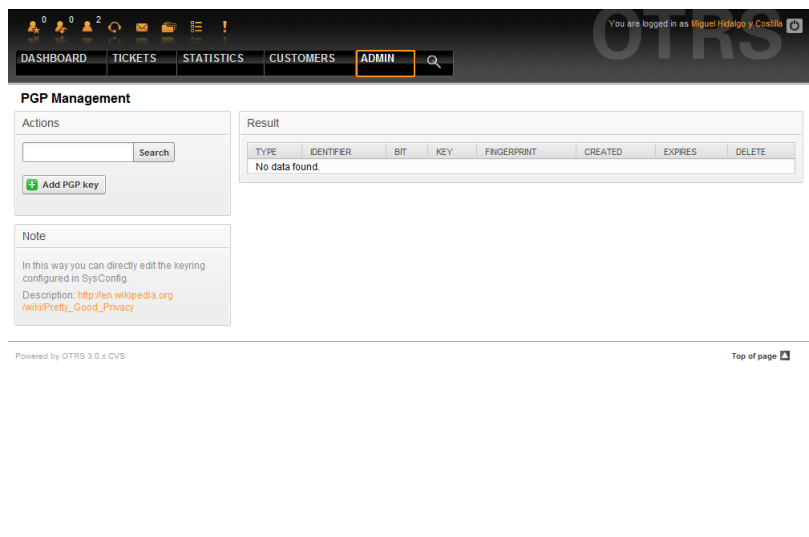 0 0 2
You are logged in as Miguel Hidalgo y Costilla
OTRS
DASHBOARD TICKETS STATISTICS CUSTOMERS ADMIN
PGP Management
Actions
Search
Add PGP key
Result
TYPE IDENTIFIER BIT KEY FINGERPRINT CREATED EXPIRES DELETE
No data found.
Note
In this way you can directly edit the keyring
configured in SysConfig.
Description: http://en.wikipedia.org
/wiki/Pretty_Good_Privacy
Powered by OTRS 3.0.x CVS
Top of page